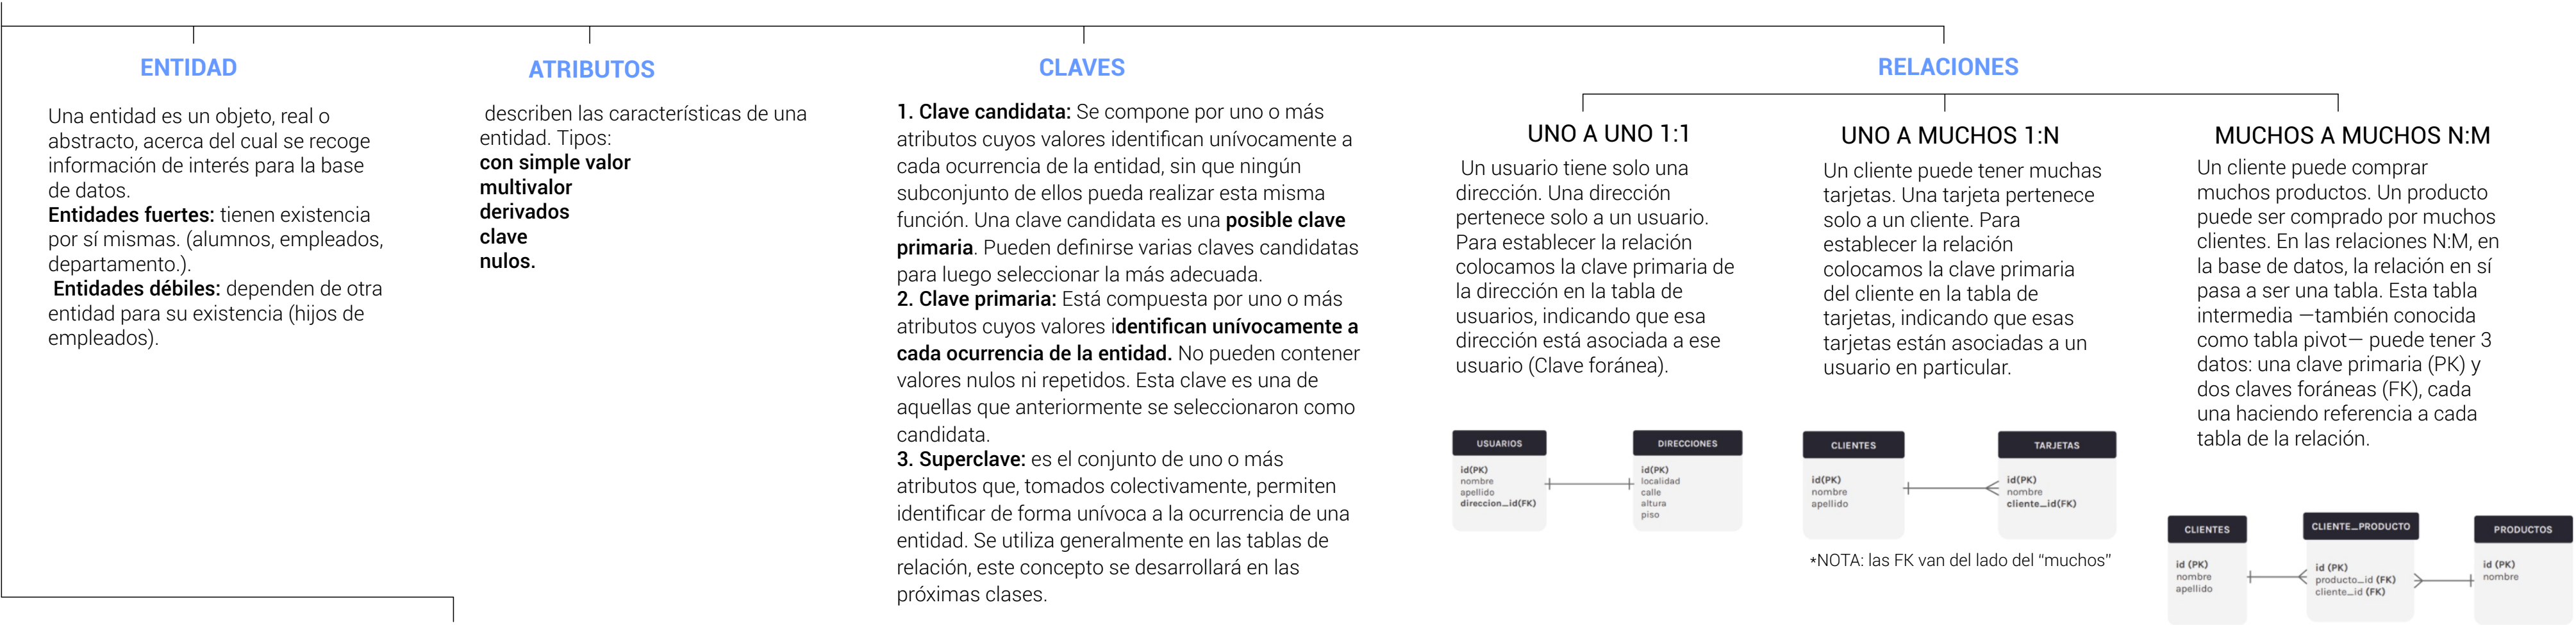 ENTIDAD
Una entidad es un objeto, real o
abstracto, acerca del cual se recoge
información de interés para la base
de datos.
Entidades fuertes: tienen existencia
por sí mismas. (alumnos, empleados,
departamento.).
Entidades débiles: dependen de otra
entidad para su existencia (hijos de
empleados).
ATRIBUTOS
describen las características de una
entidad. Tipos:
con simple valor
multivalor
derivados
clave
nulos.
CLAVES
1. Clave candidata: Se compone por uno o más
atributos cuyos valores identifican unívocamente a
cada ocurrencia de la entidad, sin que ningún
subconjunto de ellos pueda realizar esta misma
función. Una clave candidata es una posible clave
primaria. Pueden definirse varias claves candidatas
para luego seleccionar la más adecuada.
2. Clave primaria: Está compuesta por uno o más
atributos cuyos valores identifican unívocamente a
cada ocurrencia de la entidad. No pueden contener
valores nulos ni repetidos. Esta clave es una de
aquellas que anteriormente se seleccionaron como
candidata.
3. Superclave: es el conjunto de uno o más
atributos que, tomados colectivamente, permiten
identificar de forma unívoca a la ocurrencia de una
entidad. Se utiliza generalmente en las tablas de
relación, este concepto se desarrollará en las
próximas clases.
RELACIONES
UNO A UNO 1:1
Un usuario tiene solo una
dirección. Una dirección
pertenece solo a un usuario.
Para establecer la relación
colocamos la clave primaria de
la dirección en la tabla de
usuarios, indicando que esa
dirección está asociada a ese
usuario (Clave foránea).
USUARIOS
id(PK)
nombre
apellido
direccion_id(FK)
DIRECCIONES
id(PK)
localidad
calle
altura
piso
UNO A MUCHOS 1:N
Un cliente puede tener muchas
tarjetas. Una tarjeta pertenece
solo a un cliente. Para
establecer la relación
colocamos la clave primaria
del cliente en la tabla de
tarjetas, indicando que esas
tarjetas están asociadas a un
usuario en particular.
CLIENTES
id(PK)
nombre
apellido
TARJETAS
id(PK)
nombre
cliente_id(FK)
*NOTA: las FK van del lado del “muchos”
MUCHOS A MUCHOS N:M
Un cliente puede comprar
muchos productos. Un producto
puede ser comprado por muchos
clientes. En las relaciones N:M, en
la base de datos, la relación en sí
pasa a ser una tabla. Esta tabla
intermedia —también conocida
como tabla pivot— puede tener 3
datos: una clave primaria (PK) y
dos claves foráneas (FK), cada
una haciendo referencia a cada
tabla de la relación.
CLIENTES
id (PK)
nombre
apellido
CLIENTE_PRODUCTO
id (PK)
producto_id (FK)
cliente_id (FK)
PRODUCTOS
id (PK)
nombre